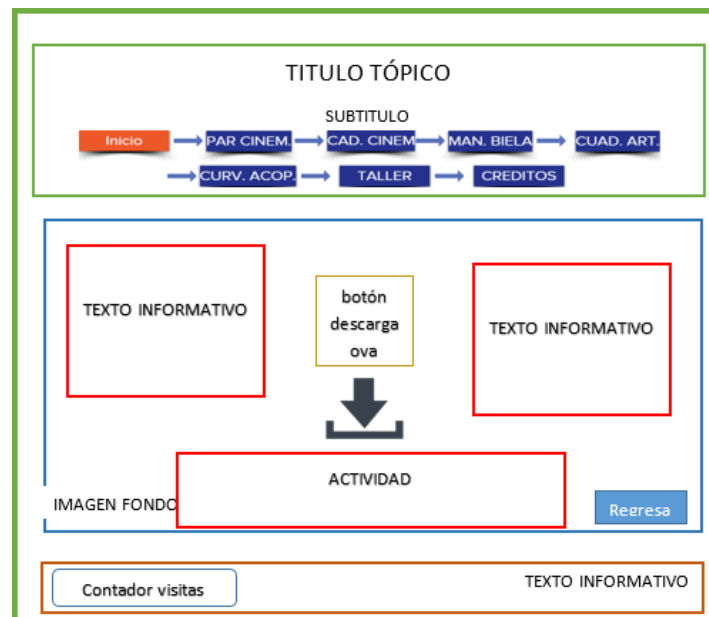 TITULO TÓPICO
SUBTITULO
Inicio PAR CINEM. CAD. CINEM MAN. BIELA CUAD. ART.
CURV. ACOP. TALLER CREDITOS
TEXTO INFORMATIVO
botón
descarga
ova
TEXTO INFORMATIVO
ACTIVIDAD
IMAGEN FONDO
Regresa
Contador visitas
TEXTO INFORMATIVO